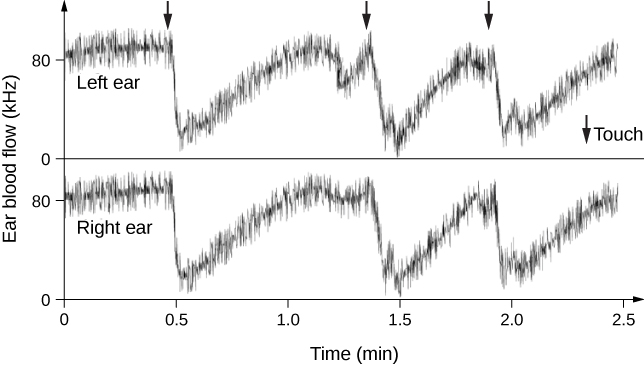 80
Left ear
Touch
0
Ear blood flow (kHz)
80
Right ear
0
0 0.5 1.0 1.5 2.0 2.5
Time (min)